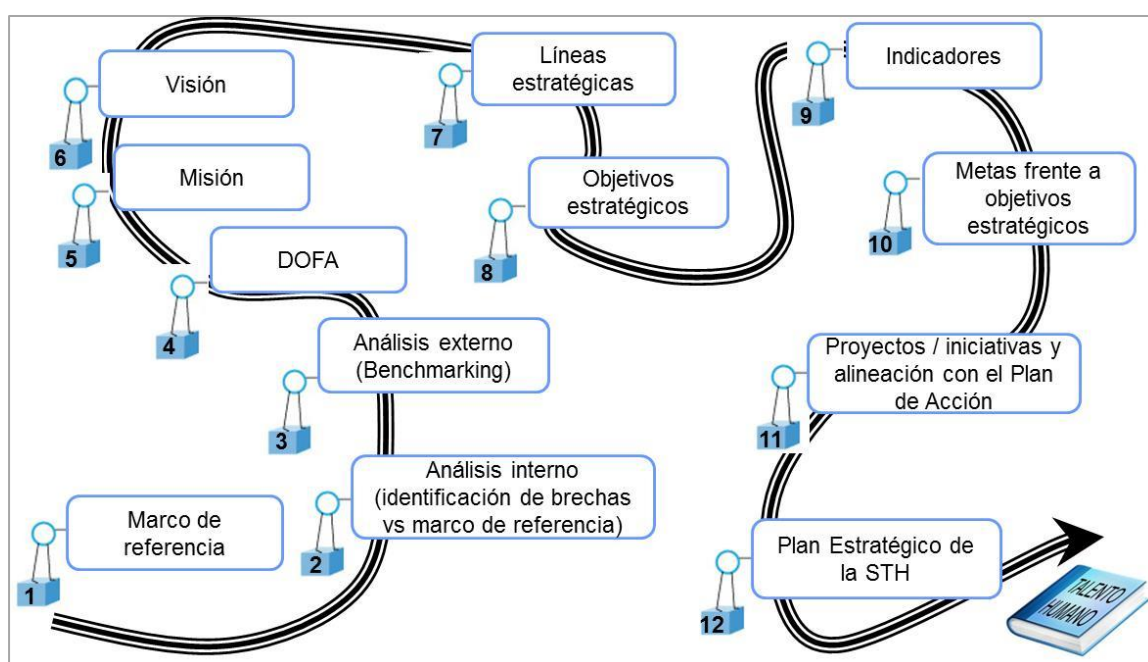 1
Marco de
referencia
2
Análisis interno
(identificación de brechas
vs marco de referencia)
3
Análisis externo
(Benchmarking)
4
DOFA
5
Misión
6
Visión
7
Líneas
estratégicas
8
Objetivos
estratégicos
9
Indicadores
10
Metas frente a
objetivos
estratégicos
11
Proyectos / iniciativas y
alineación con el Plan
de Acción
12
Plan Estratégico de
la STH
TALENTO
HUMANO